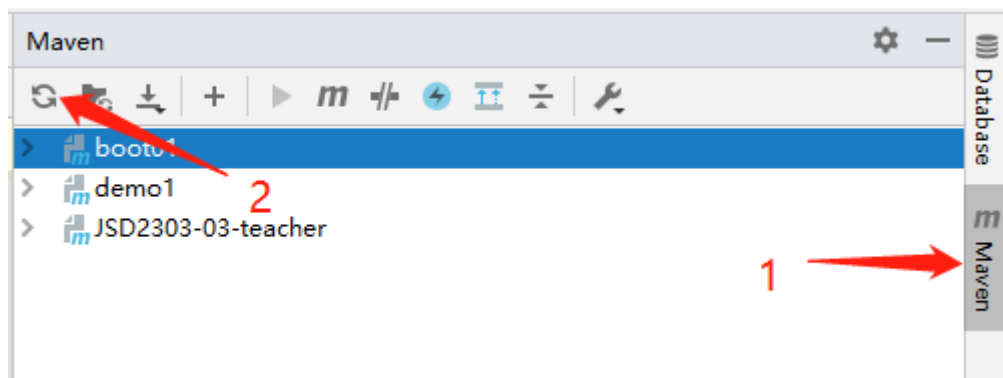 Maven
Database
m
boot01
demo1
2
JSD2303-03-teacher
1
m
Maven